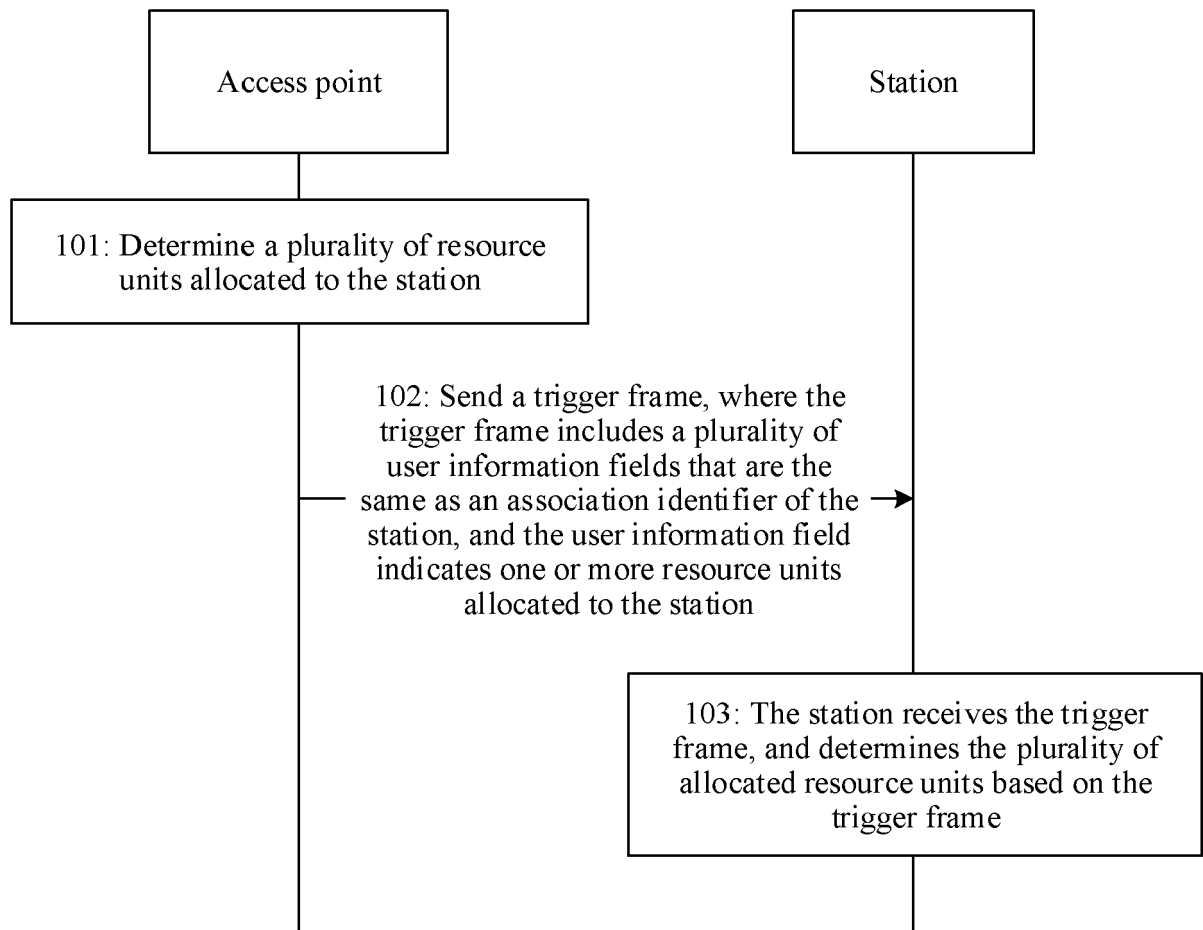 Access point
Station
101: Determine a plurality of resource
units allocated to the station
102: Send a trigger frame, where the
trigger frame includes a plurality of
user information fields that are the
same as an association identifier of the
station, and the user information field
indicates one or more resource units
allocated to the station
103: The station receives the trigger
frame, and determines the plurality of
allocated resource units based on the
trigger frame